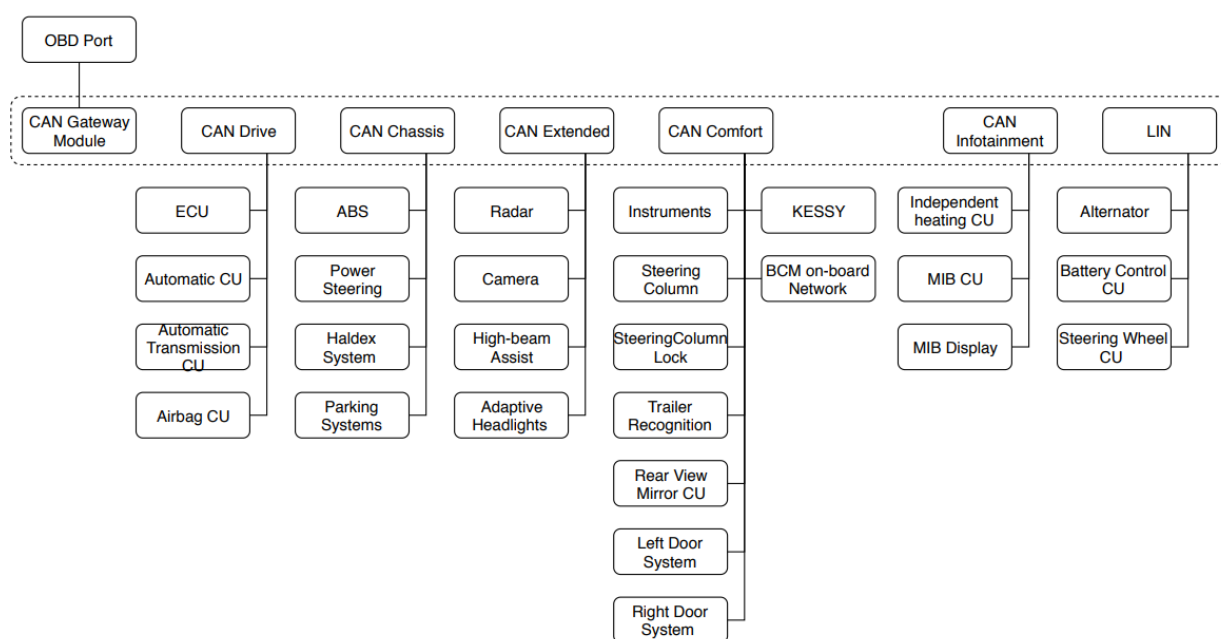 OBD Port
CAN Gateway
Module
CAN Drive
CAN Chassis
CAN Extended
CAN Comfort
CAN
Infotainment
LIN
ECU
ABS
Radar
Instruments
KESSY
Independent
heating CU
Alternator
Automatic CU
Power
Steering
Camera
Steering
Column
BCM on-board
Network
MIB CU
Battery Control
CU
Automatic
Transmission
CU
Haldex
System
High-beam
Assist
SteeringColumn
Lock
MIB Display
Steering Wheel
CU
Airbag CU
Parking
Systems
Adaptive
Headlights
Trailer
Recognition
Rear View
Mirror CU
Left Door
System
Right Door
System